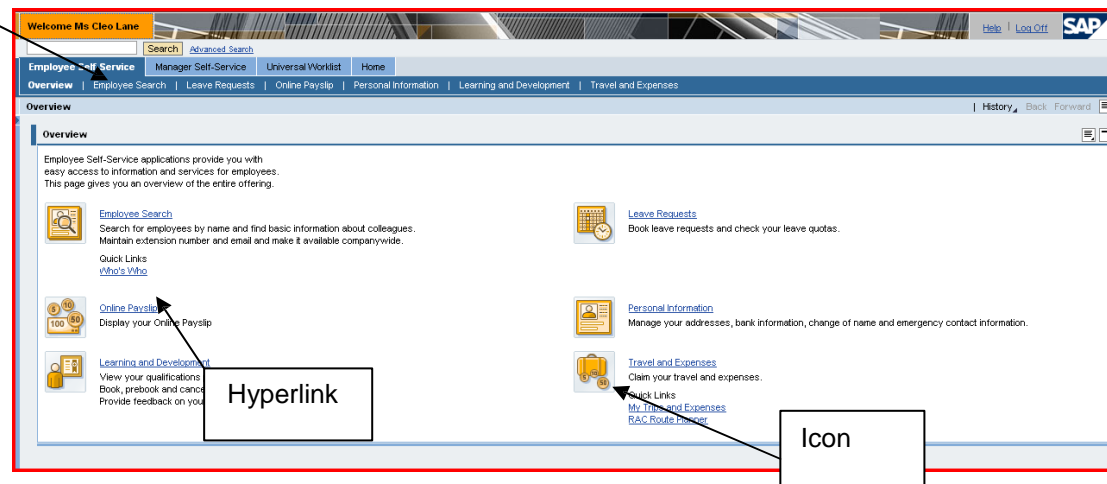 Welcome Ms Cleo Lane
Help | Log Off SAP
Search Advanced Search
Employee Self-Service Manager Self-Service Universal Worklist Home
Overview | Employee Search | Leave Requests | Online Payslip | Personal Information | Learning and Development | Travel and Expenses
Overview | History Back Forward
Overview
Employee Self-Service applications provide you with
easy access to information and services for employees.
This page gives you an overview of the entire offering.
Employee Search
Search for employees by name and find basic information about colleagues.
Maintain extension number and email and make it available companywide.
Quick Links
Who's Who
Leave Requests
Book leave requests and check your leave quotas.
5 10
100 50
Online Payslip
Display your Online Payslip
Personal Information
Manage your addresses, bank information, change of name and emergency contact information.
Learning and Development
View your qualifications
Book, prebook and
Provide feedback on
Travel and Expenses
Claim your travel and expenses.
Quick Links
My Trips and Expenses
RAC Route Planner
Hyperlink
Icon